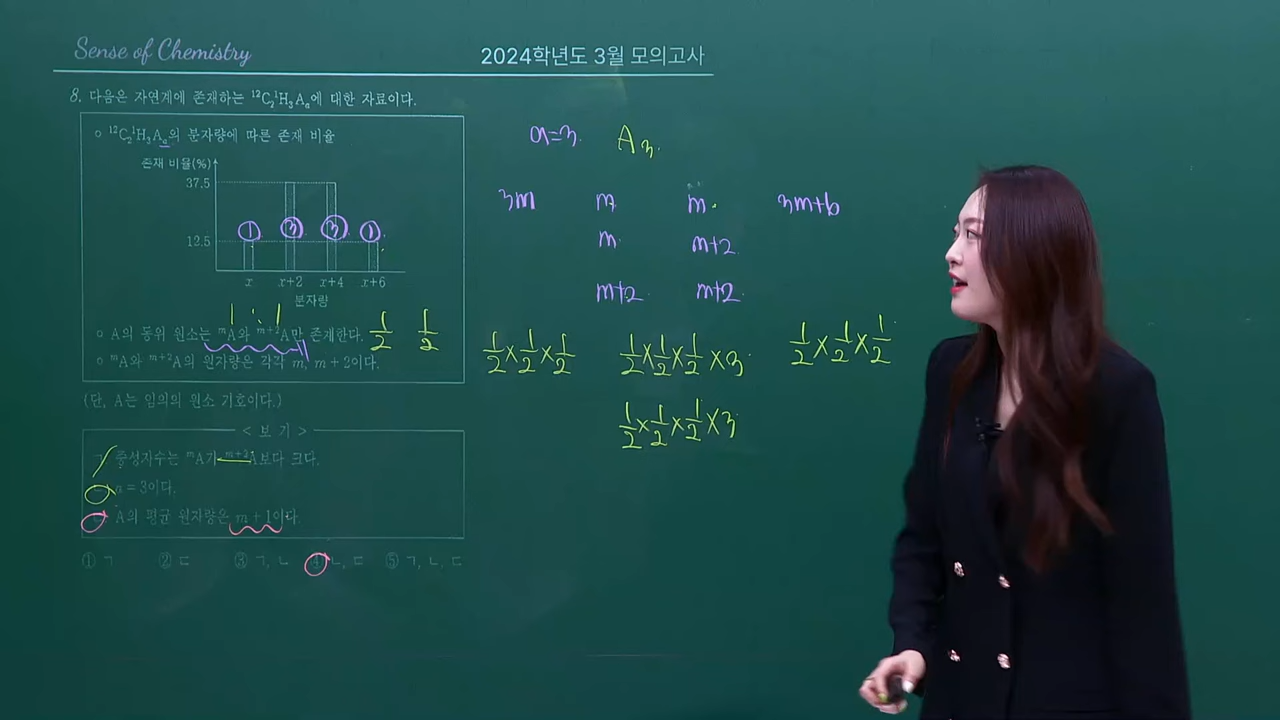 Sense of Chemistry
2024학년도 3월 모의고사
8. 다음은 자연계에 존재하는 ¹²C₂¹H₃Aₐ에 대한 자료이다.
○ ¹²C₂¹H₃Aₐ의 분자량에 따른 존재 비율
존재 비율(%)
37.5
12.5
① ③ ③ ①
x x+2 x+4 x+6
분자량
1 : 1
○ A의 동위 원소는 ᵐA와 ᵐ⁺²A만 존재한다. 1/2 1/2
○ ᵐA와 ᵐ⁺²A의 원자량은 각각 m, m+2이다.
(단, A는 임의의 원소 기호이다.)
< 보 기 >
중성자수는 ᵐA가 ᵐ⁺²A보다 크다.
a = 3이다.
A의 평균 원자량은 m+1이다.
① ㄱ ② ㄷ ③ ㄱ, ㄴ ④ ㄴ, ㄷ ⑤ ㄱ, ㄴ, ㄷ
a=3 A₃
3m m m 3m+6
m m+2
m+2 m+2
1/2×1/2×1/2 1/2×1/2×1/2×3 1/2×1/2×1/2
1/2×1/2×1/2×3